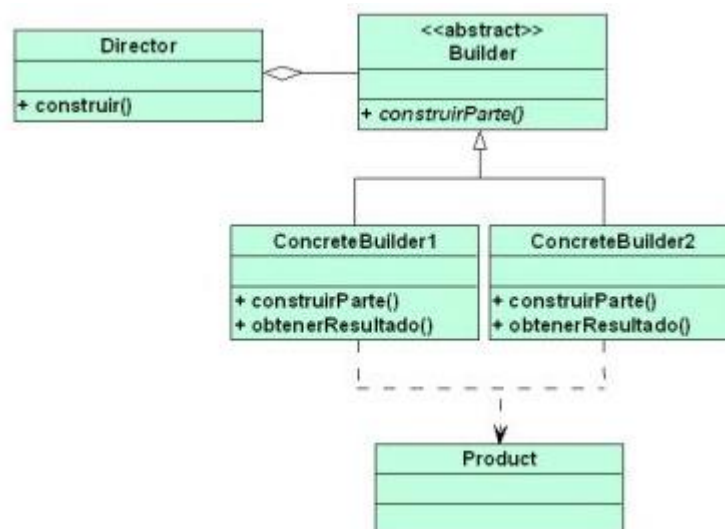 Director
+ construir()
<<abstract>>
Builder
+ construirParte()
ConcreteBuilder1
+ construirParte()
+ obtenerResultado()
ConcreteBuilder2
+ construirParte()
+ obtenerResultado()
Product